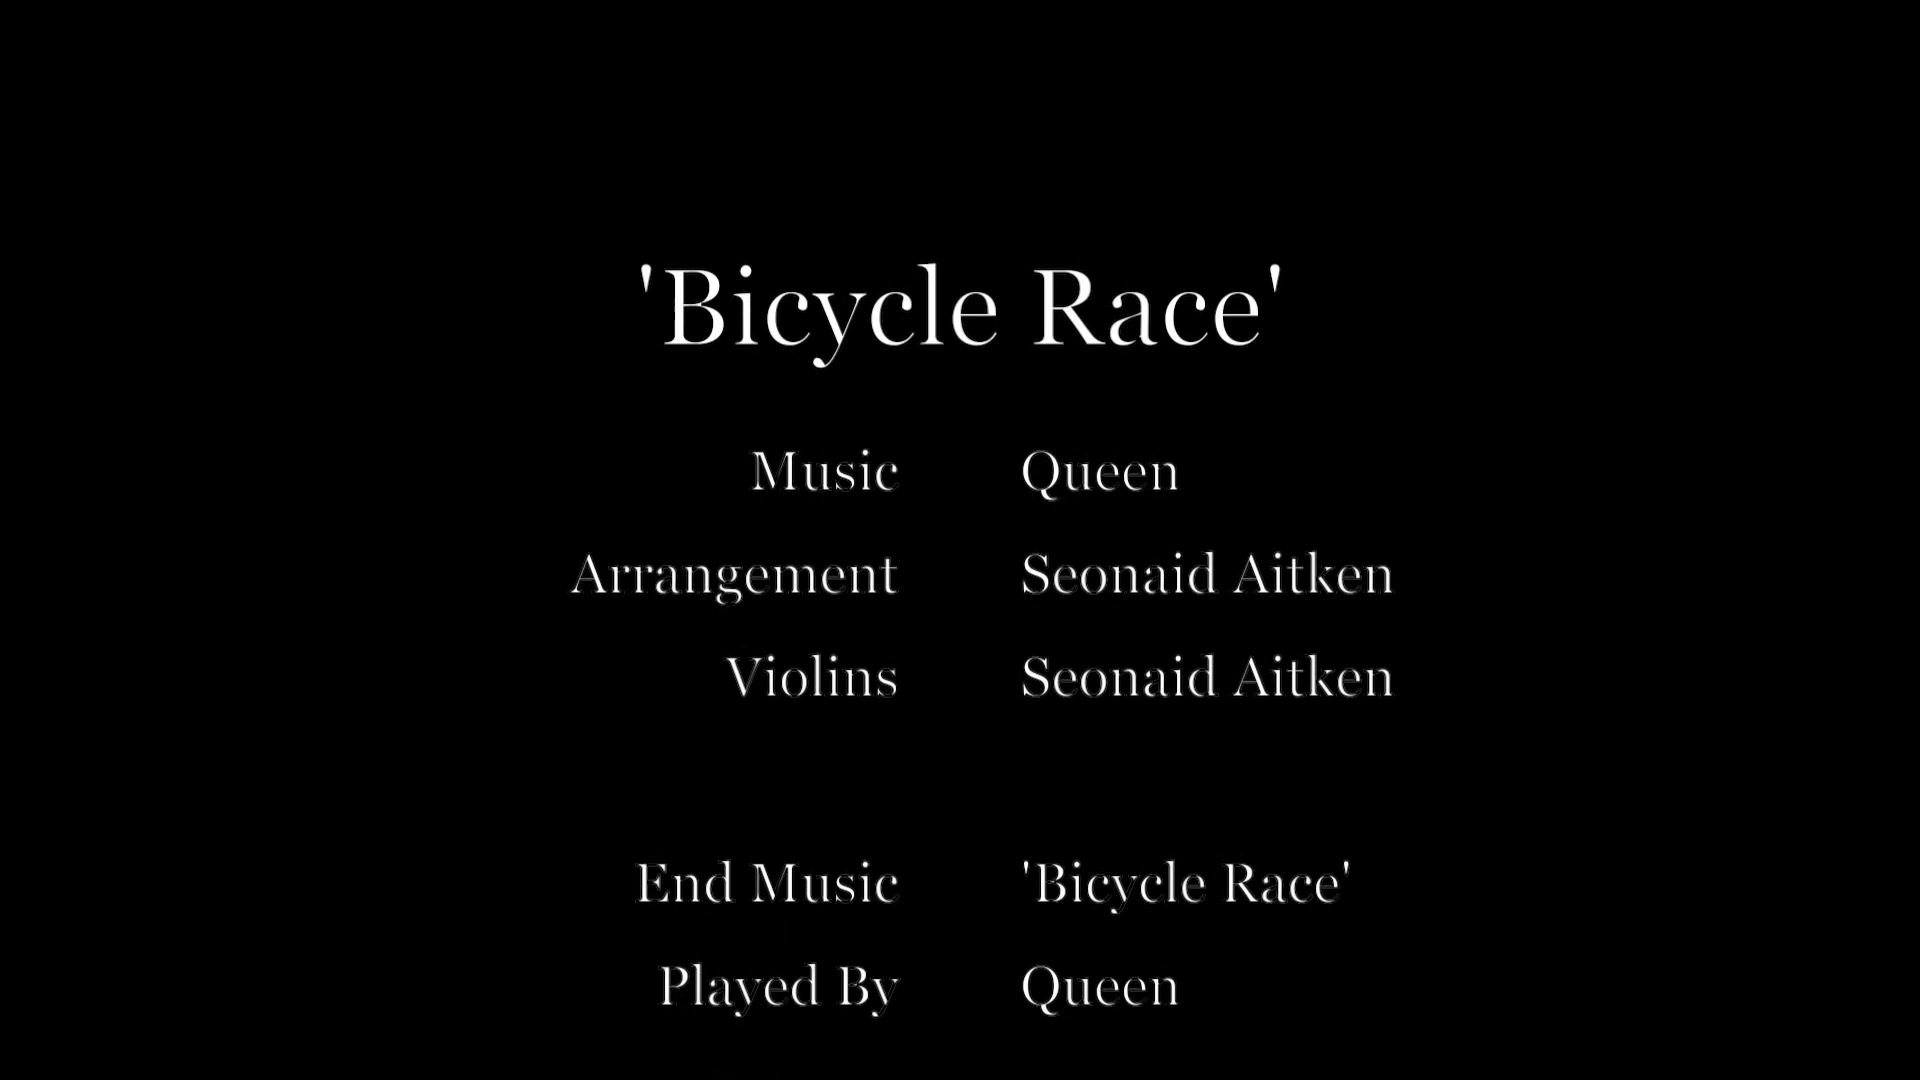 'Bicycle Race'
Music Queen
Arrangement Seonaid Aitken
Violins Seonaid Aitken
End Music 'Bicycle Race'
Played By Queen